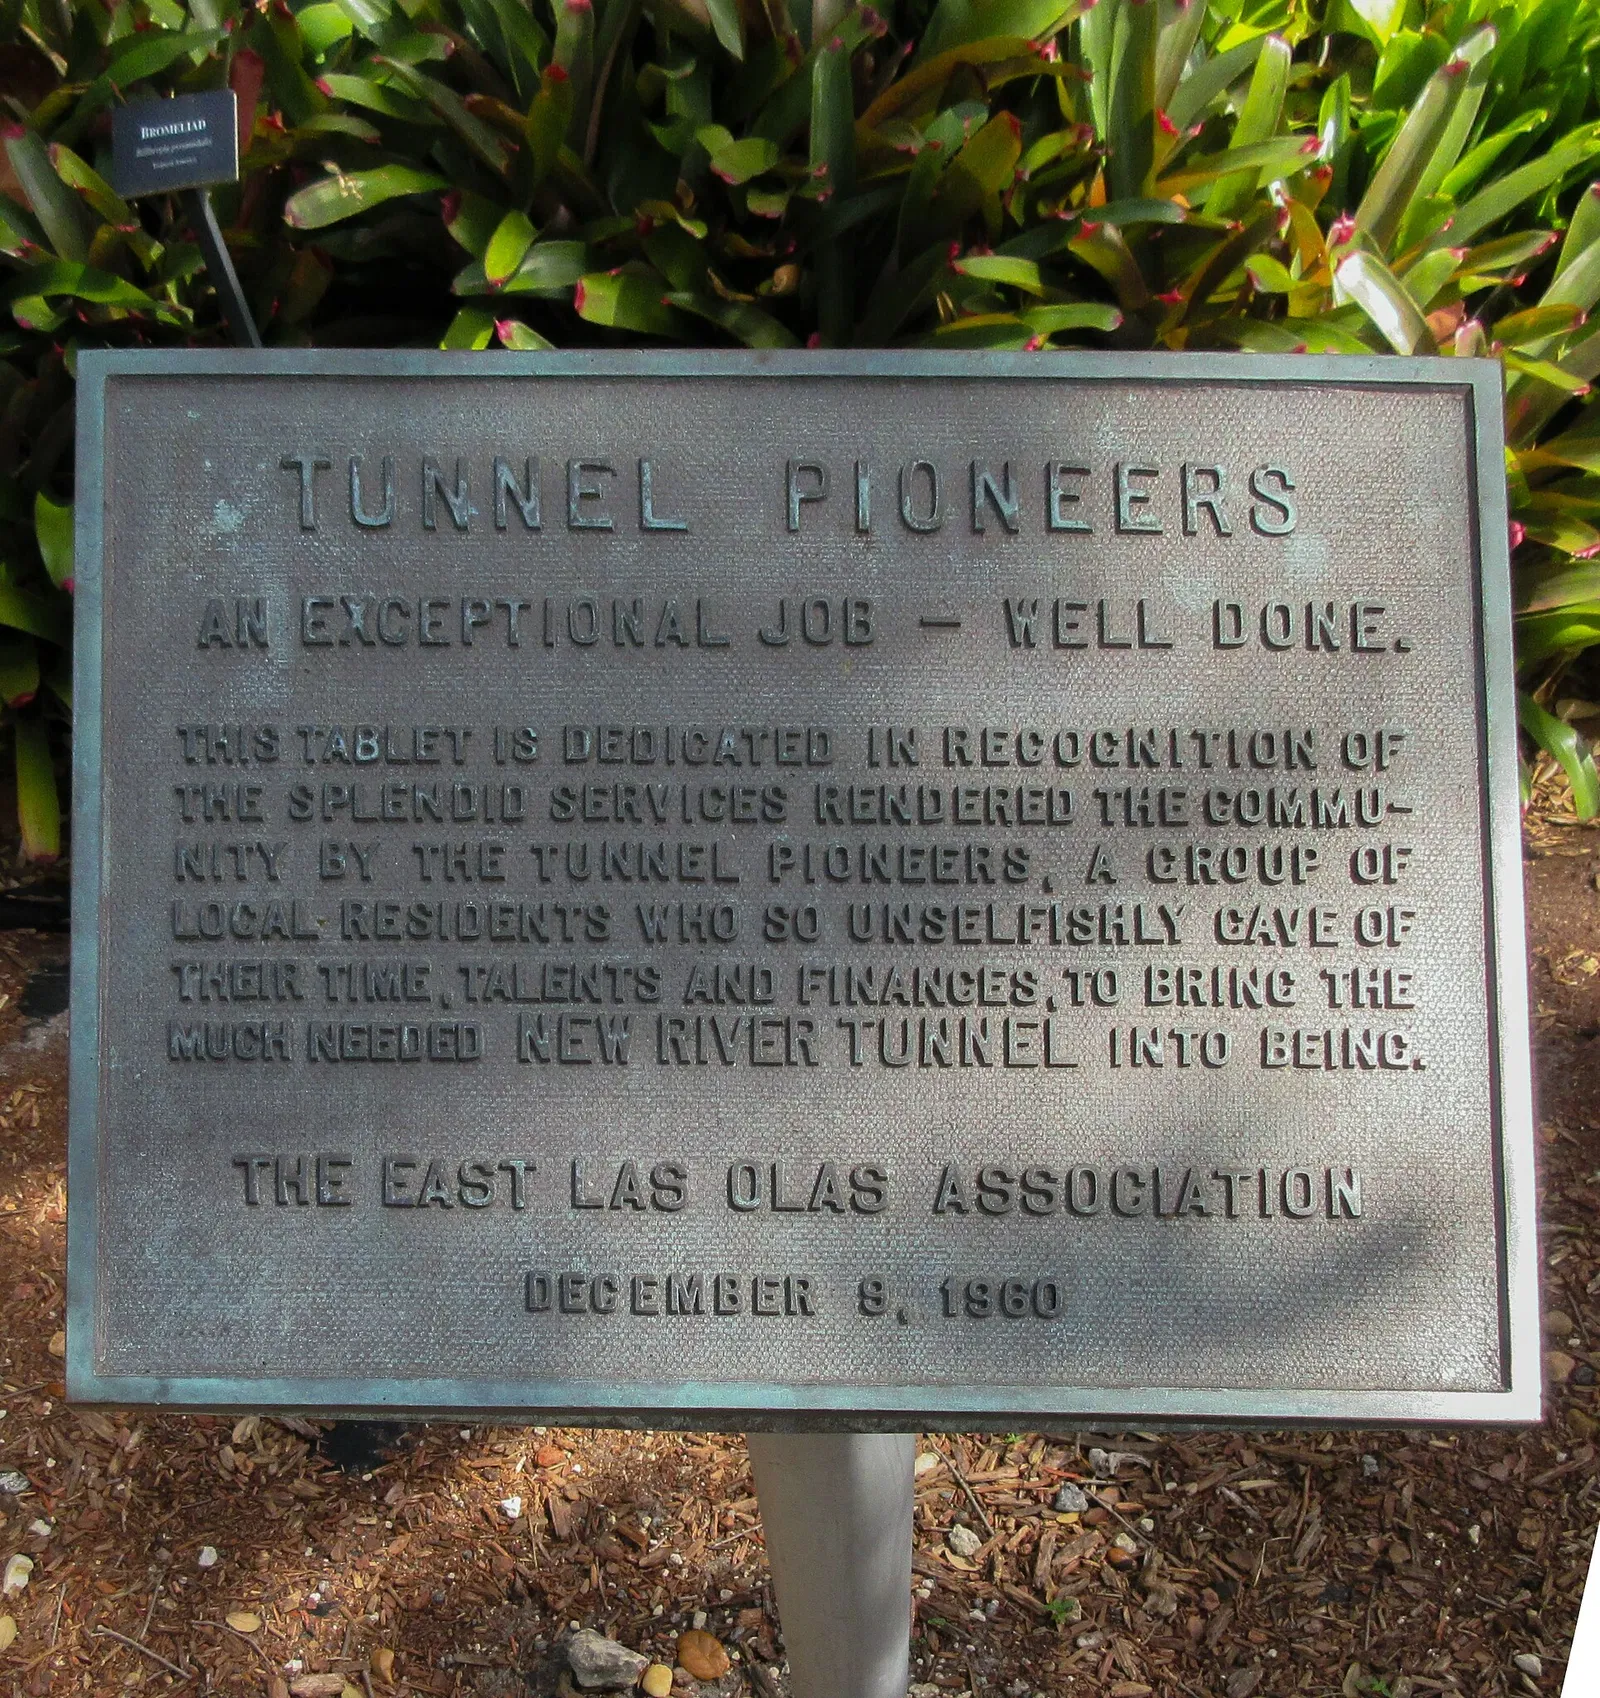 BROMELIAD
TUNNEL PIONEERS
AN EXCEPTIONAL JOB — WELL DONE.
THIS TABLET IS DEDICATED IN RECOGNITION OF
THE SPLENDID SERVICES RENDERED THE COMMU-
NITY BY THE TUNNEL PIONEERS, A GROUP OF
LOCAL RESIDENTS WHO SO UNSELFISHLY GAVE OF
THEIR TIME, TALENTS AND FINANCES, TO BRING THE
MUCH NEEDED NEW RIVER TUNNEL INTO BEING.
THE EAST LAS OLAS ASSOCIATION
DECEMBER 9, 1960